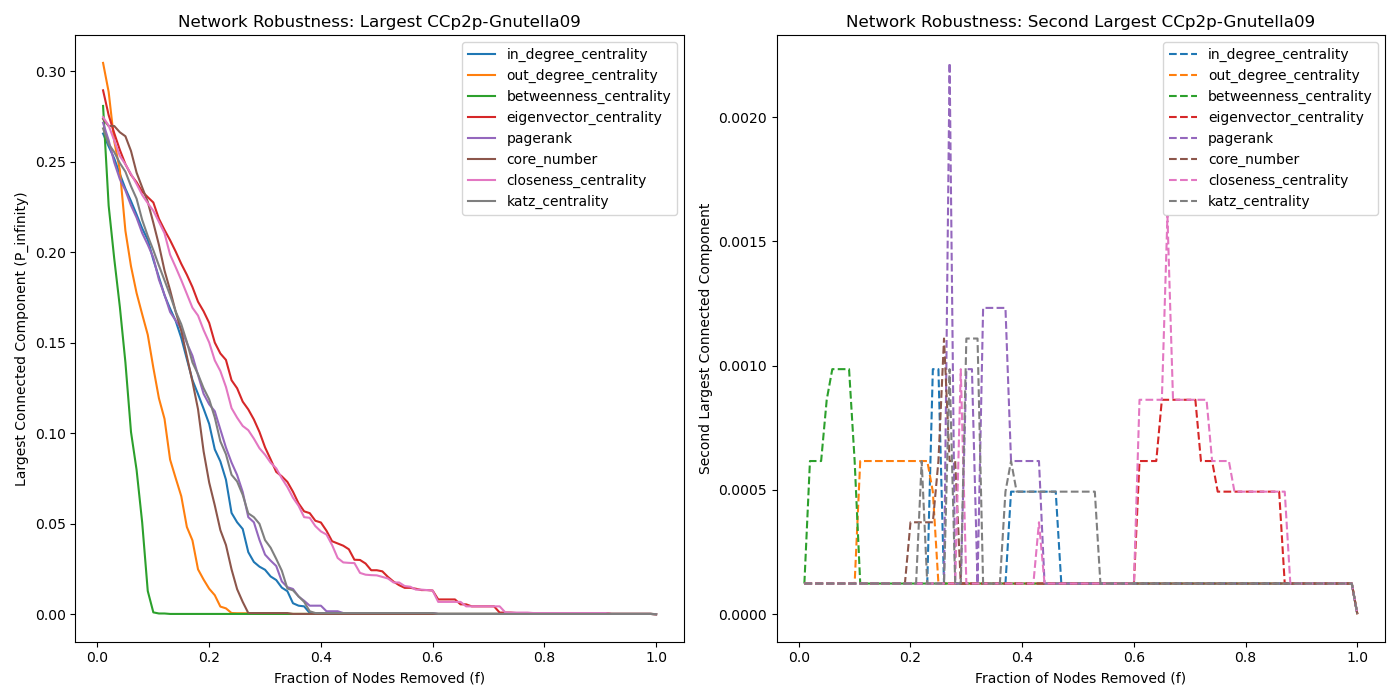 Network Robustness: Largest CCp2p-Gnutella09
Largest Connected Component (P_infinity)
0.30
0.25
0.20
0.15
0.10
0.05
0.00
in_degree_centrality
out_degree_centrality
betweenness_centrality
eigenvector_centrality
pagerank
core_number
closeness_centrality
katz_centrality
0.0 0.2 0.4 0.6 0.8 1.0
Fraction of Nodes Removed (f)
Network Robustness: Second Largest CCp2p-Gnutella09
Second Largest Connected Component
0.0020
0.0015
0.0010
0.0005
0.0000
in_degree_centrality
out_degree_centrality
betweenness_centrality
eigenvector_centrality
pagerank
core_number
closeness_centrality
katz_centrality
0.0 0.2 0.4 0.6 0.8 1.0
Fraction of Nodes Removed (f)